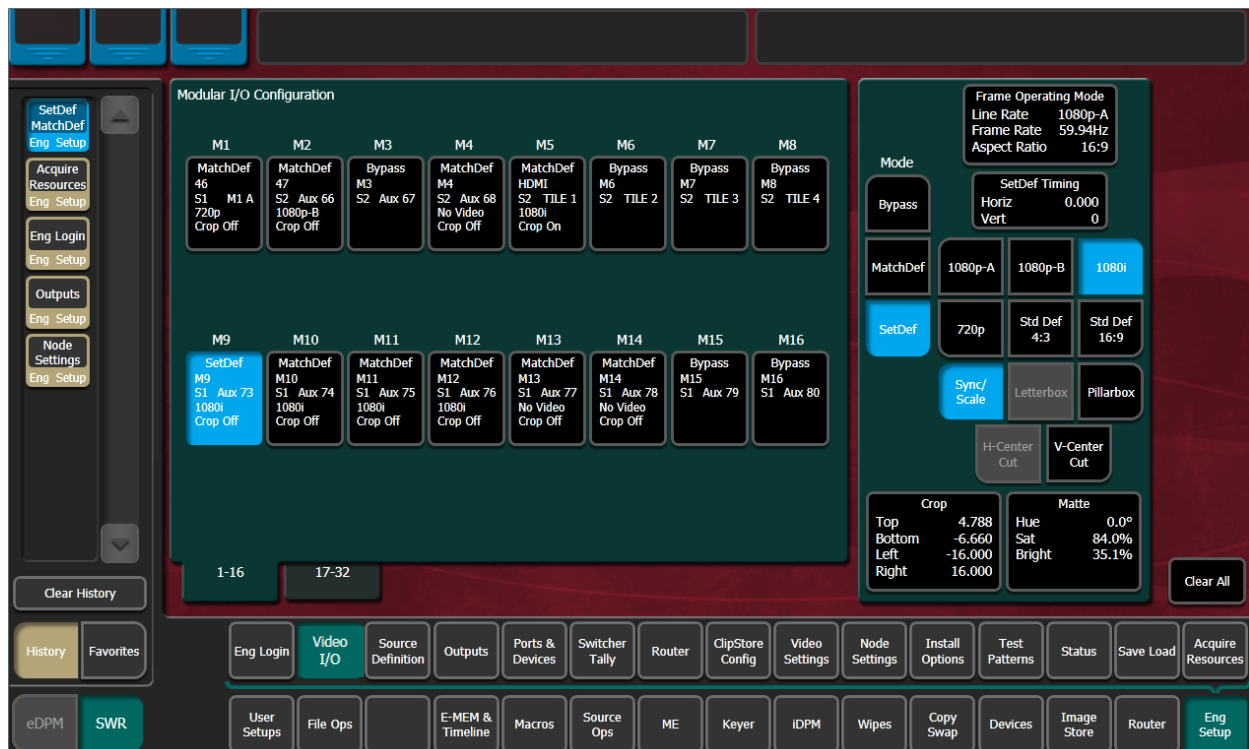 SetDef
MatchDef
Eng Setup
Acquire
Resources
Eng Setup
Eng Login
Eng Setup
Outputs
Eng Setup
Node
Settings
Eng Setup
Clear History
History Favorites
eDPM SWR
Modular I/O Configuration
M1 M2 M3 M4 M5 M6 M7 M8
MatchDef MatchDef Bypass MatchDef MatchDef Bypass Bypass Bypass
46 47 M3 M4 HDMI M6 M7 M8
S1 M1 A S2 Aux 66 S2 Aux 67 S2 Aux 68 S2 TILE 1 S2 TILE 2 S2 TILE 3 S2 TILE 4
720p 1080p-B No Video 1080i
Crop Off Crop Off Crop Off Crop On
M9 M10 M11 M12 M13 M14 M15 M16
SetDef MatchDef MatchDef MatchDef MatchDef MatchDef Bypass Bypass
M9 M10 M11 M12 M13 M14 M15 M16
S1 Aux 73 S1 Aux 74 S1 Aux 75 S1 Aux 76 S1 Aux 77 S1 Aux 78 S1 Aux 79 S1 Aux 80
1080i 1080i 1080i 1080i No Video No Video
Crop Off Crop Off Crop Off Crop Off Crop Off Crop Off
1-16 17-32
Frame Operating Mode
Line Rate 1080p-A
Frame Rate 59.94Hz
Aspect Ratio 16:9
Mode
SetDef Timing
Horiz 0.000
Vert 0
Bypass
MatchDef 1080p-A 1080p-B 1080i
SetDef 720p Std Def 4:3 Std Def 16:9
Sync/ Scale Letterbox Pillarbox
H-Center Cut V-Center Cut
Crop
Top 4.788
Bottom -6.660
Left -16.000
Right 16.000
Matte
Hue 0.0°
Sat 84.0%
Bright 35.1%
Clear All
Eng Login Video I/O Source Definition Outputs Ports & Devices Switcher Tally Router ClipStore Config Video Settings Node Settings Install Options Test Patterns Status Save Load Acquire Resources
User Setups File Ops E-MEM & Timeline Macros Source Ops ME Keyer iDPM Wipes Copy Swap Devices Image Store Router Eng Setup